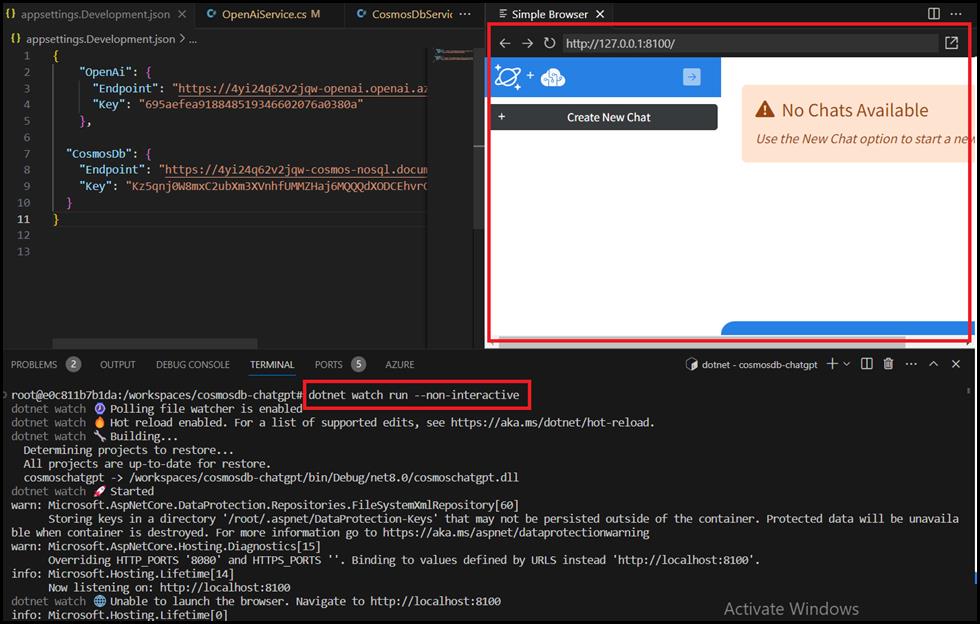 appsettings.Development.json
OpenAiService.cs M
CosmosDbServic
Simple Browser
appsettings.Development.json > ...
http://127.0.0.1:8100/
1 {
2 "OpenAi": {
3 "Endpoint": "https://4yi24q62v2jqw-openai.openai.az
4 "Key": "695aefea918848519346602076a0380a"
5 },
6
7 "CosmosDb": {
8 "Endpoint": "https://4yi24q62v2jqw-cosmos-nosql.docum
9 "Key": "Kz5qnj0W8mxC2ubXm3XVnhfUMMZHaj6MQQQdXODCEhvr
10 }
11 }
12
13
+
+ Create New Chat
No Chats Available
Use the New Chat option to start a new
PROBLEMS 2 OUTPUT DEBUG CONSOLE TERMINAL PORTS 5 AZURE
dotnet - cosmosdb-chatgpt
root@e0c811b7b1da:/workspaces/cosmosdb-chatgpt# dotnet watch run --non-interactive
dotnet watch Polling file watcher is enabled
dotnet watch Hot reload enabled. For a list of supported edits, see https://aka.ms/dotnet/hot-reload.
dotnet watch Building...
Determining projects to restore...
All projects are up-to-date for restore.
cosmoschatgpt -> /workspaces/cosmosdb-chatgpt/bin/Debug/net8.0/cosmoschatgpt.dll
dotnet watch Started
warn: Microsoft.AspNetCore.DataProtection.Repositories.FileSystemXmlRepository[60]
Storing keys in a directory '/root/.aspnet/DataProtection-Keys' that may not be persisted outside of the container. Protected data will be unavaila
ble when container is destroyed. For more information go to https://aka.ms/aspnet/dataprotectionwarning
warn: Microsoft.AspNetCore.Hosting.Diagnostics[15]
Overriding HTTP_PORTS '8080' and HTTPS_PORTS ''. Binding to values defined by URLS instead 'http://localhost:8100'.
info: Microsoft.Hosting.Lifetime[14]
Now listening on: http://localhost:8100
dotnet watch Unable to launch the browser. Navigate to http://localhost:8100
info: Microsoft.Hosting.Lifetime[0]
Activate Windows